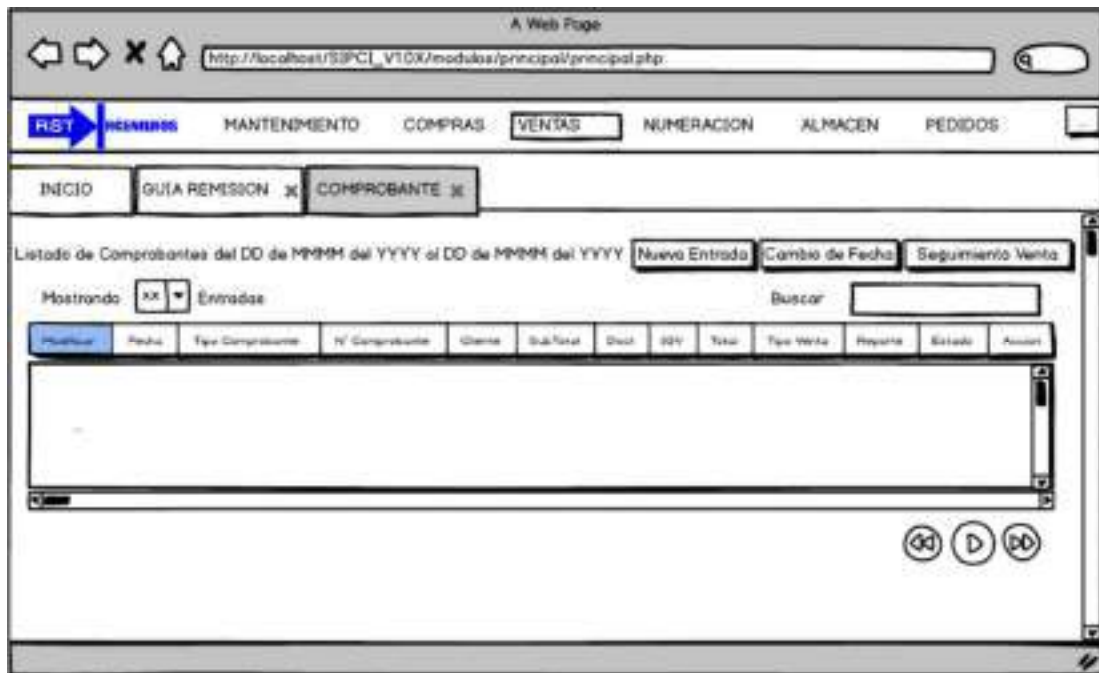 A Web Page
http://localhost/SIPCI_V10X/modulos/principal/principal.php
RST INGENIEROS MANTENIMIENTO COMPRAS VENTAS NUMERACION ALMACEN PEDIDOS ...
INICIO GUIA REMISION COMPROBANTE
Listado de Comprobantes del DD de MMMM del YYYY al DD de MMMM del YYYY Nueva Entrada Cambio de Fecha Seguimiento Venta
Mostrando xx Entradas Buscar
Modificar Fecha Tipo Comprobante N° Comprobante Cliente SubTotal Dsct IGV Total Tipo Venta Reporte Estado Accion